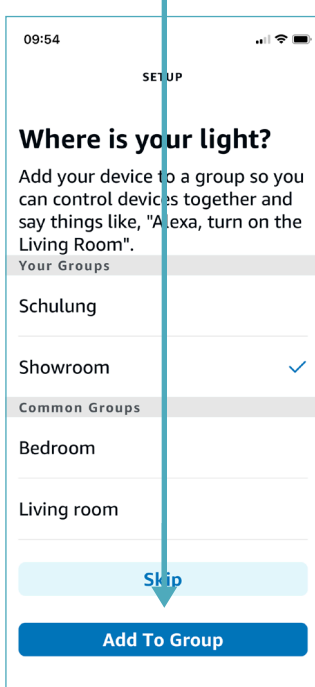 09:54
SETUP
Where is your light?
Add your device to a group so you
can control devices together and
say things like, "Alexa, turn on the
Living Room".
Your Groups
Schulung
Showroom
Common Groups
Bedroom
Living room
Skip
Add To Group